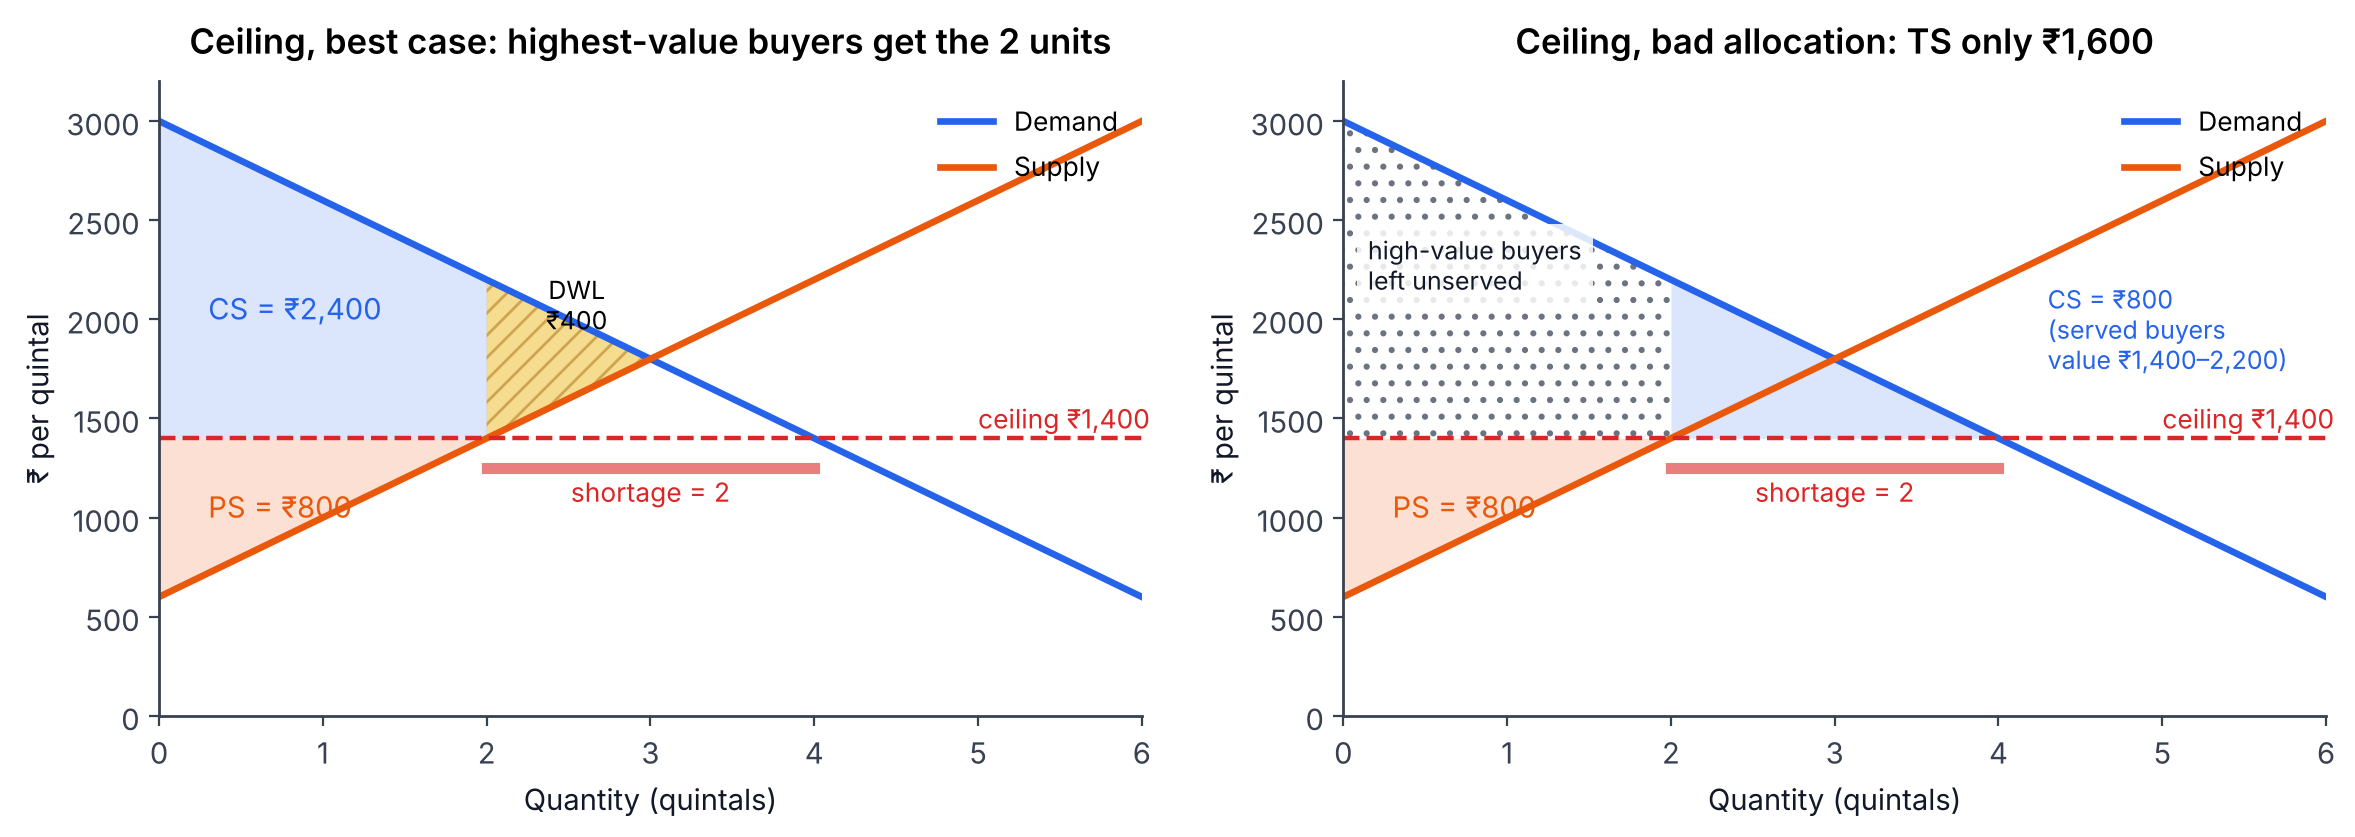 Ceiling, best case: highest-value buyers get the 2 units
₹ per quintal
3000
2500
2000
1500
1000
500
0
Demand
Supply
DWL
₹400
CS = ₹2,400
ceiling ₹1,400
PS = ₹800
shortage = 2
0 1 2 3 4 5 6
Quantity (quintals)
Ceiling, bad allocation: TS only ₹1,600
₹ per quintal
3000
2500
2000
1500
1000
500
0
Demand
Supply
high-value buyers
left unserved
CS = ₹800
(served buyers
value ₹1,400–2,200)
ceiling ₹1,400
PS = ₹800
shortage = 2
0 1 2 3 4 5 6
Quantity (quintals)